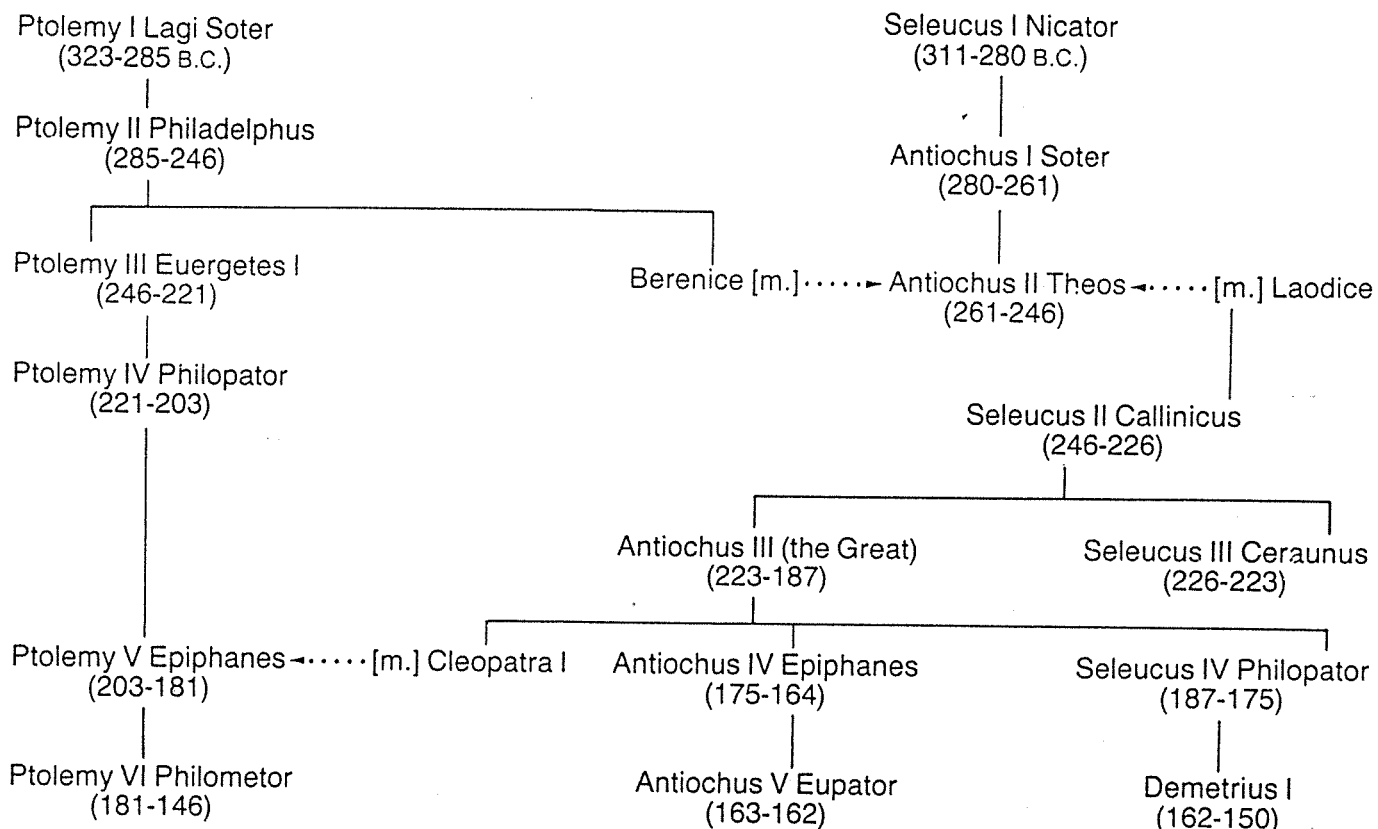 Ptolemy I Lagi Soter
(323-285 B.C.)
Seleucus I Nicator
(311-280 B.C.)
Ptolemy II Philadelphus
(285-246)
Antiochus I Soter
(280-261)
Ptolemy III Euergetes I
(246-221)
Berenice [m.] Antiochus II Theos [m.] Laodice
(261-246)
Ptolemy IV Philopator
(221-203)
Seleucus II Callinicus
(246-226)
Antiochus III (the Great)
(223-187)
Seleucus III Ceraunus
(226-223)
Ptolemy V Epiphanes [m.] Cleopatra I
(203-181)
Antiochus IV Epiphanes
(175-164)
Seleucus IV Philopator
(187-175)
Ptolemy VI Philometor
(181-146)
Antiochus V Eupator
(163-162)
Demetrius I
(162-150)